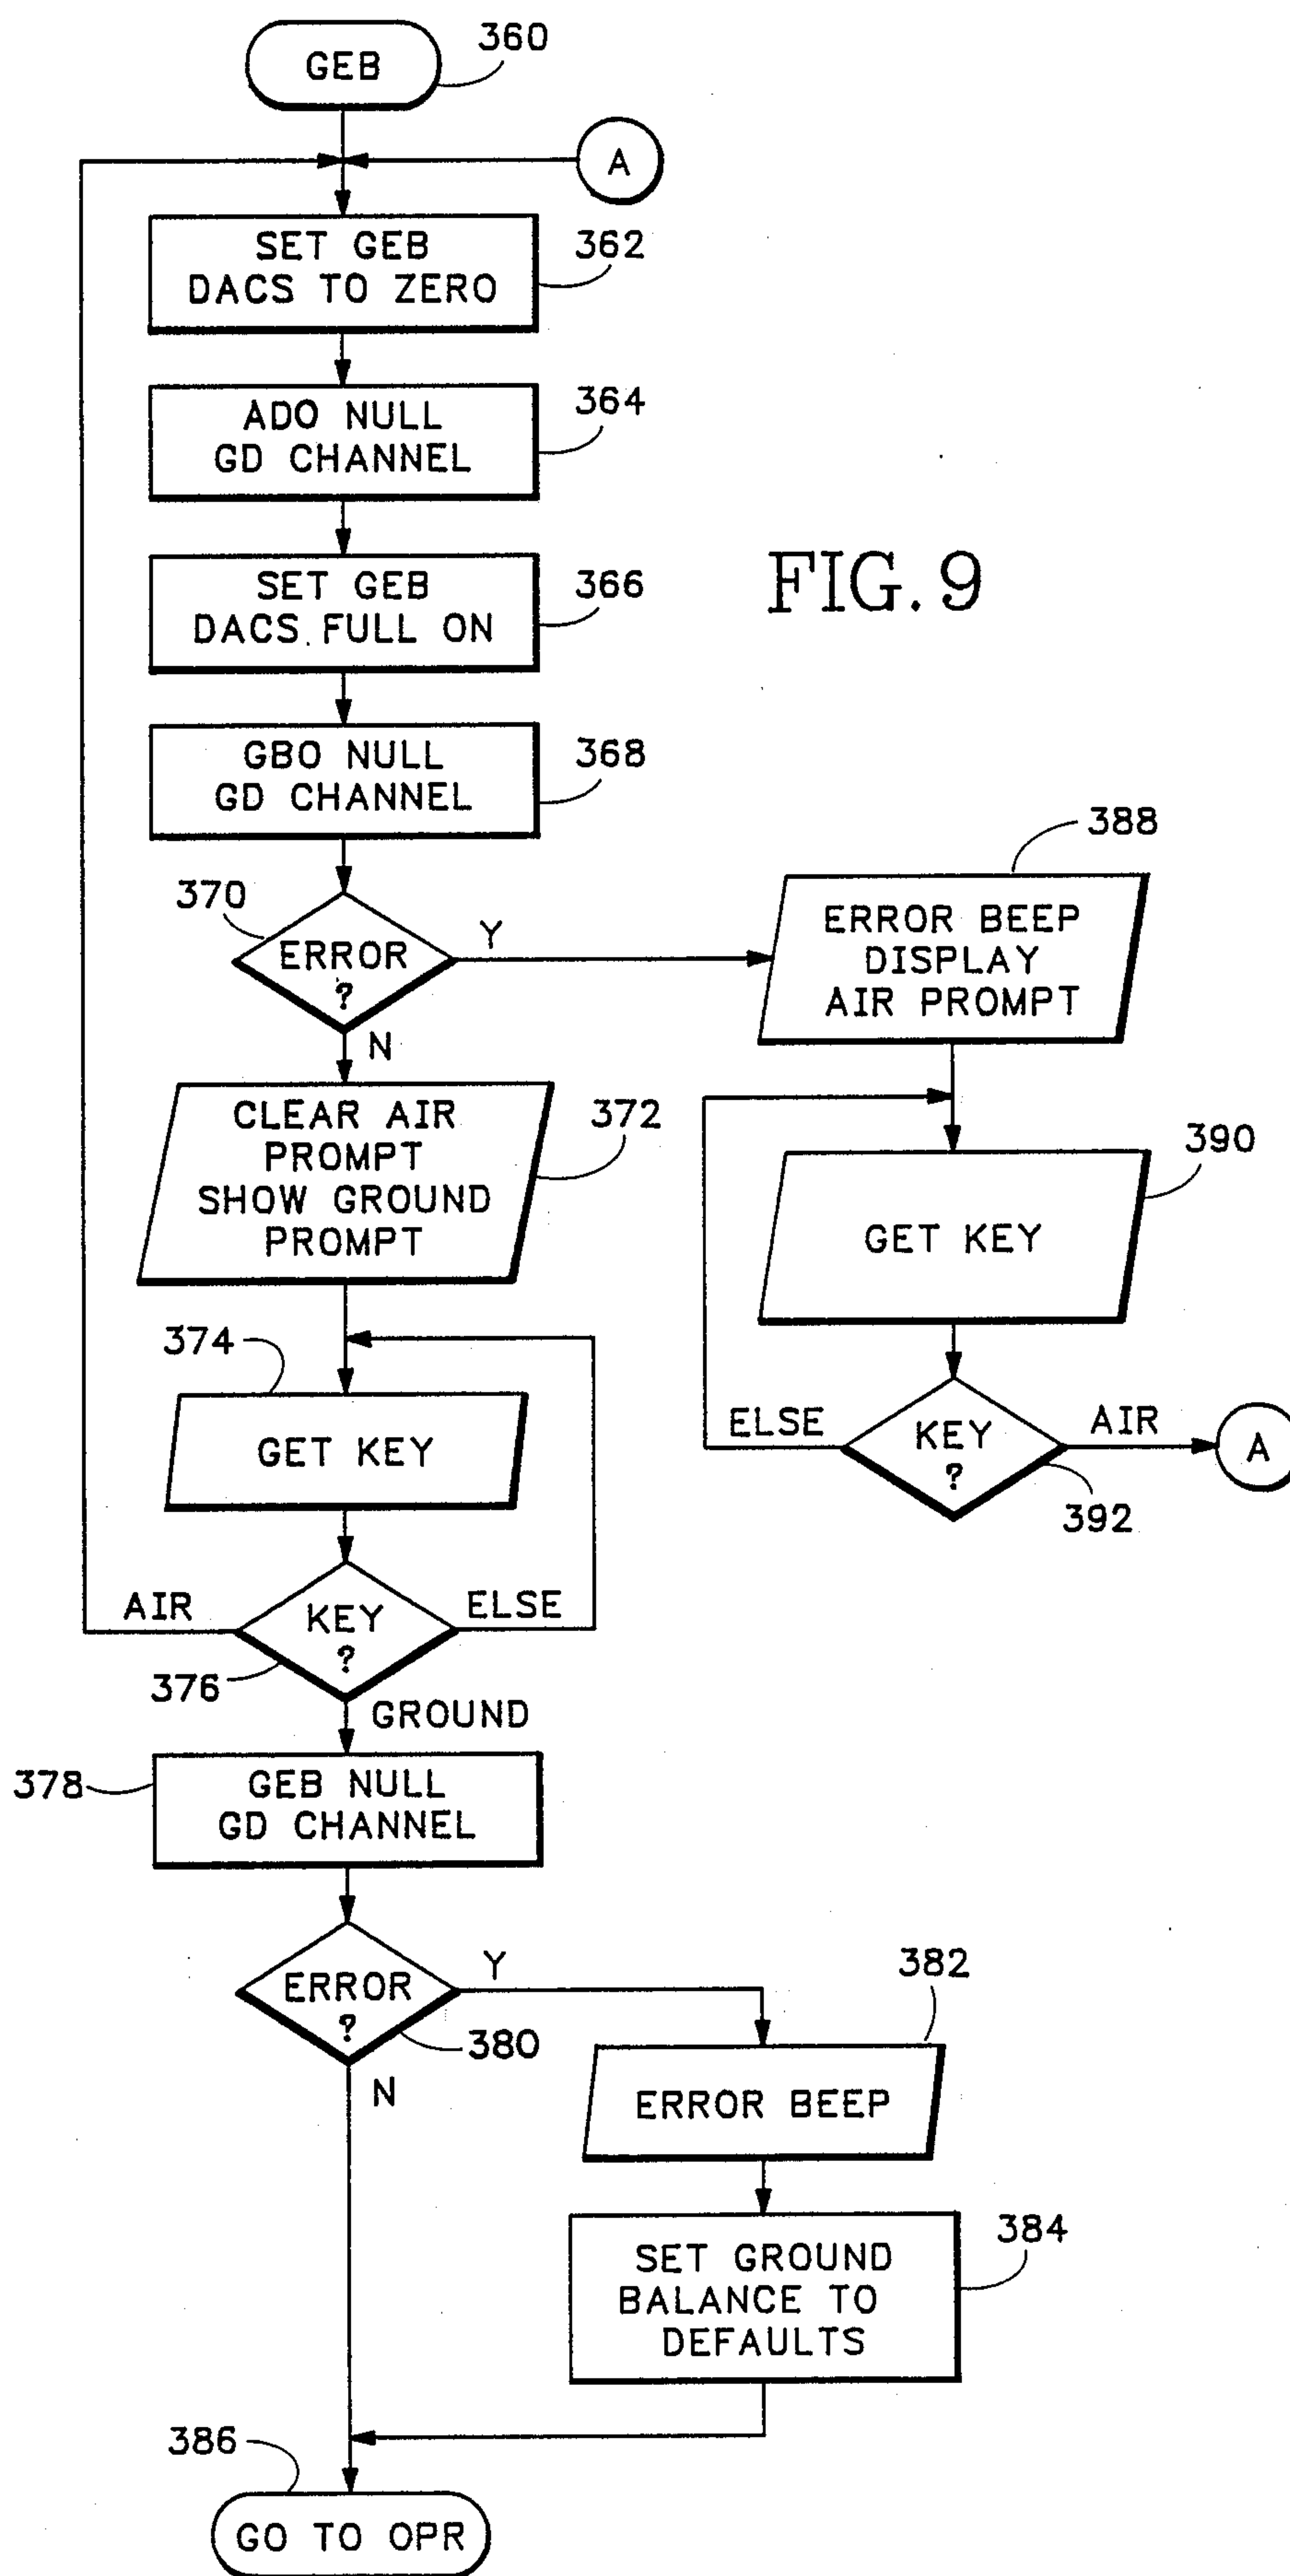 GEB
360
A
SET GEB
DACS TO ZERO
362
ADO NULL
GD CHANNEL
364
SET GEB
DACS FULL ON
366
FIG. 9
GBO NULL
GD CHANNEL
368
370
ERROR
?
Y
N
388
ERROR BEEP
DISPLAY
AIR PROMPT
CLEAR AIR
PROMPT
SHOW GROUND
PROMPT
372
390
GET KEY
374
GET KEY
ELSE
KEY
?
AIR
A
392
AIR
KEY
?
ELSE
376
GROUND
378
GEB NULL
GD CHANNEL
ERROR
?
Y
380
N
382
ERROR BEEP
384
SET GROUND
BALANCE TO
DEFAULTS
386
GO TO OPR